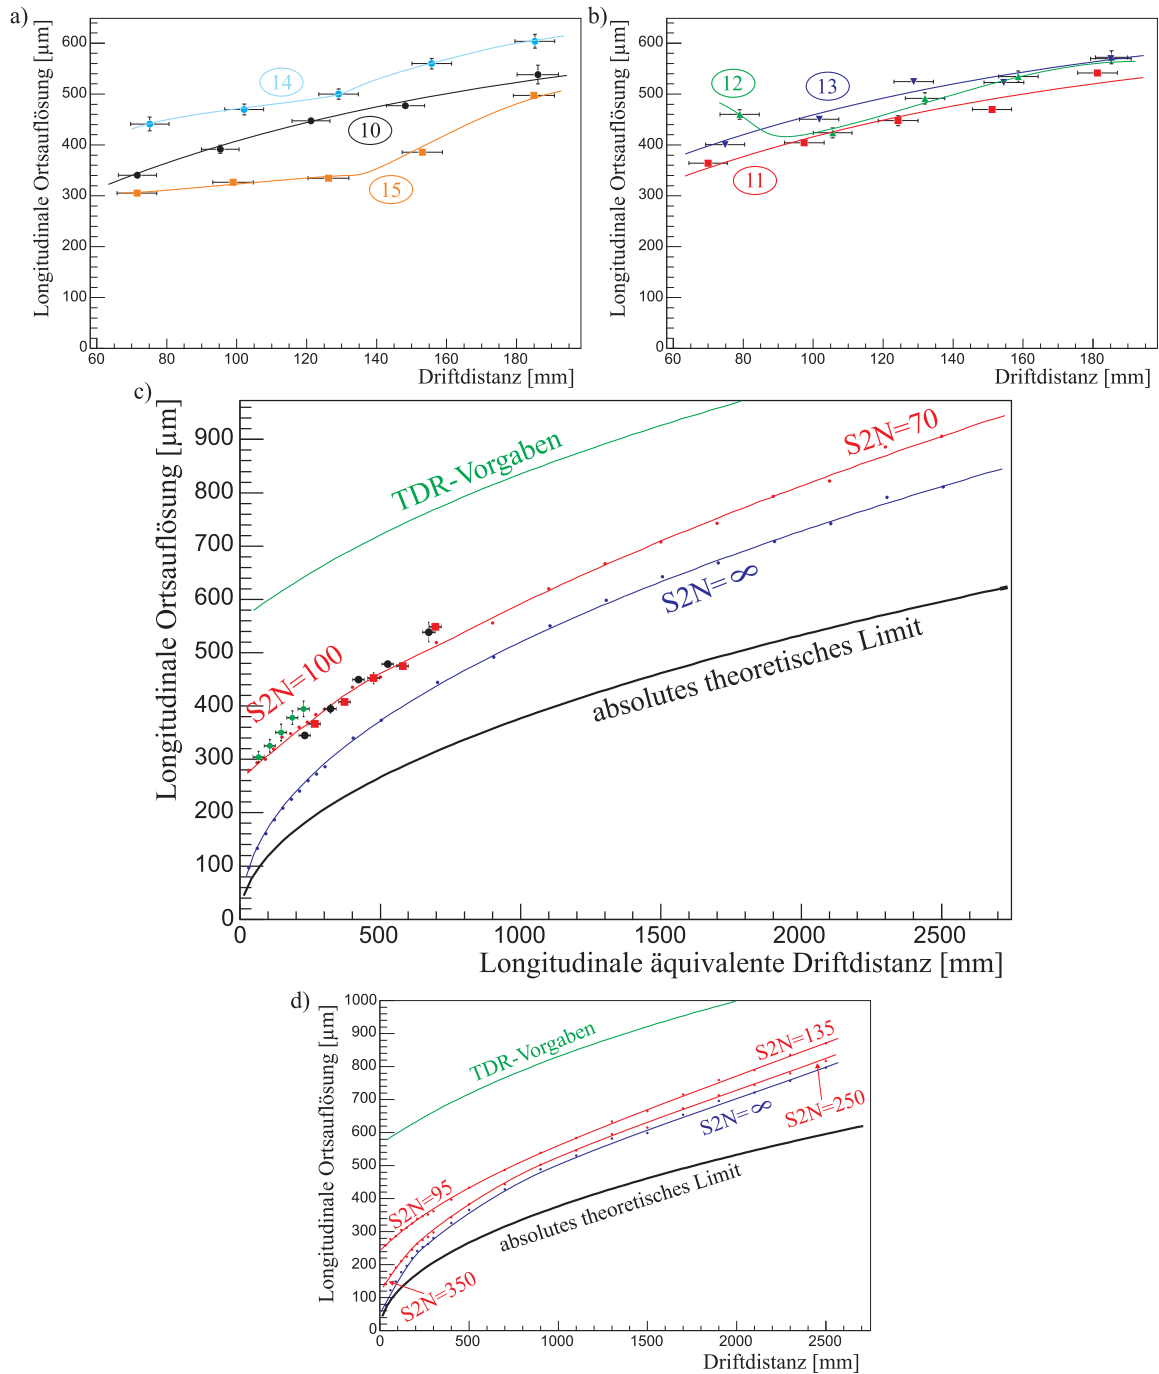 a)
Longitudinale Ortsauflösung [µm]
600
500
400
300
200
100
0
14
10
15
60 80 100 120 140 160 180
Driftdistanz [mm]
b)
Longitudinale Ortsauflösung [µm]
600
500
400
300
200
100
0
12
13
11
60 80 100 120 140 160 180
Driftdistanz [mm]
c)
Longitudinale Ortsauflösung [µm]
900
800
700
600
500
400
300
200
100
0
TDR-Vorgaben
S2N=70
S2N=∞
S2N=100
absolutes theoretisches Limit
0 500 1000 1500 2000 2500
Longitudinale äquivalente Driftdistanz [mm]
d)
Longitudinale Ortsauflösung [µm]
1000
900
800
700
600
500
400
300
200
100
0
TDR-Vorgaben
S2N=135
S2N=250
S2N=∞
S2N=95
absolutes theoretisches Limit
S2N=350
0 500 1000 1500 2000 2500
Driftdistanz [mm]